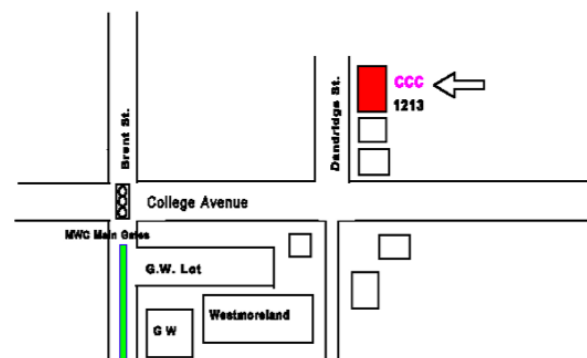 Brent St.
Dandridge St.
CCC
1213
College Avenue
MWC Main Gates
G.W. Lot
Westmoreland
G W